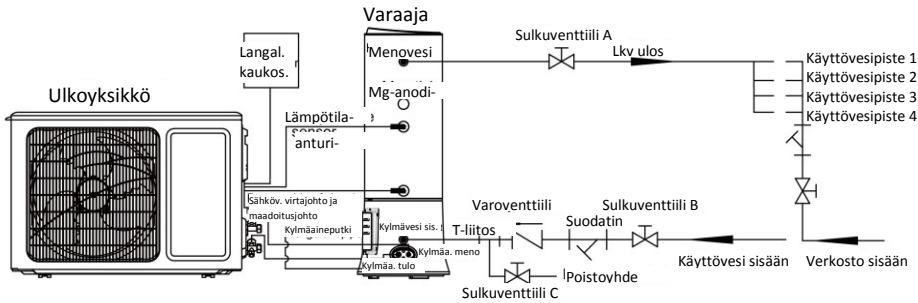 Varaaja
Sulkuventtiili A
Lkv ulos
Menovesi
Langal.
kaukos.
Käyttövesipiste 1
Käyttövesipiste 2
Käyttövesipiste 3
Käyttövesipiste 4
Ulkoyksikkö
Mg-anodi-
Lämpötila-
sensor
anturi-
Sähköv. virtajohto ja
maadoitusjohto
Kylmäaineputki
Kylmävesi sis.
Kylmäa. meno
Kylmäa. tulo
T-liitos
Varoventtiili
Suodatin
Sulkuventtiili B
Poistoyhde
Sulkuventtiili C
Käyttövesi sisään
Verkosto sisään